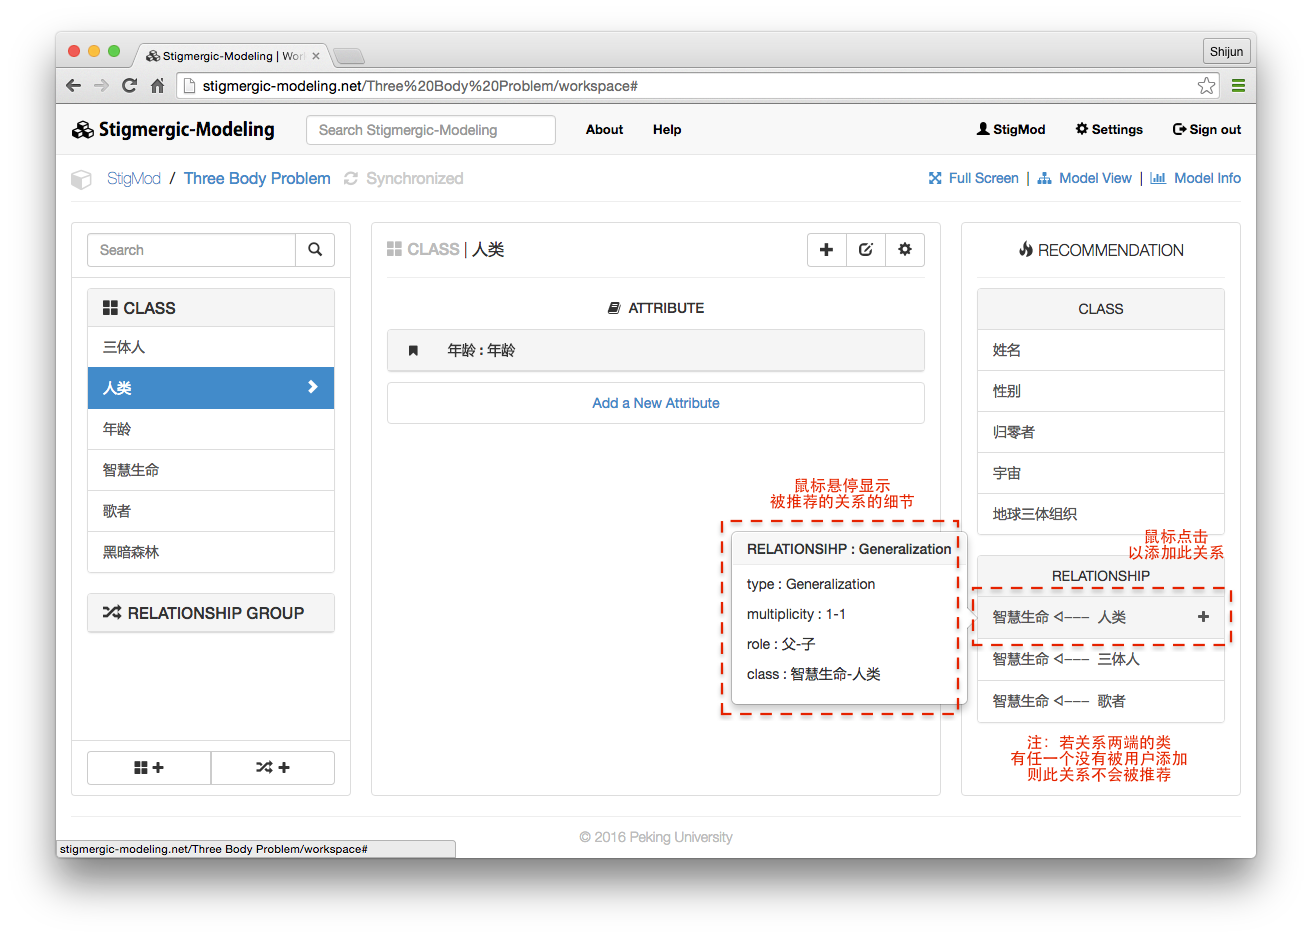 Stigmergic-Modeling | Wor
Shijun
stigmergic-modeling.net/Three%20Body%20Problem/workspace#
Stigmergic-Modeling
Search Stigmergic-Modeling
About
Help
StigMod
Settings
Sign out
StigMod / Three Body Problem
Synchronized
Full Screen | Model View | Model Info
Search
CLASS
三体人
人类
年龄
智慧生命
歌者
黑暗森林
RELATIONSHIP GROUP
CLASS | 人类
ATTRIBUTE
年龄 : 年龄
Add a New Attribute
鼠标悬停显示
被推荐的关系的细节
RELATIONSIHP : Generalization
type : Generalization
multiplicity : 1-1
role : 父-子
class : 智慧生命-人类
RECOMMENDATION
CLASS
姓名
性别
归零者
宇宙
地球三体组织
鼠标点击
以添加此关系
RELATIONSHIP
智慧生命 ◁--- 人类
智慧生命 ◁--- 三体人
智慧生命 ◁--- 歌者
注：若关系两端的类
有任一个没有被用户添加
则此关系不会被推荐
© 2016 Peking University
stigmergic-modeling.net/Three Body Problem/workspace#